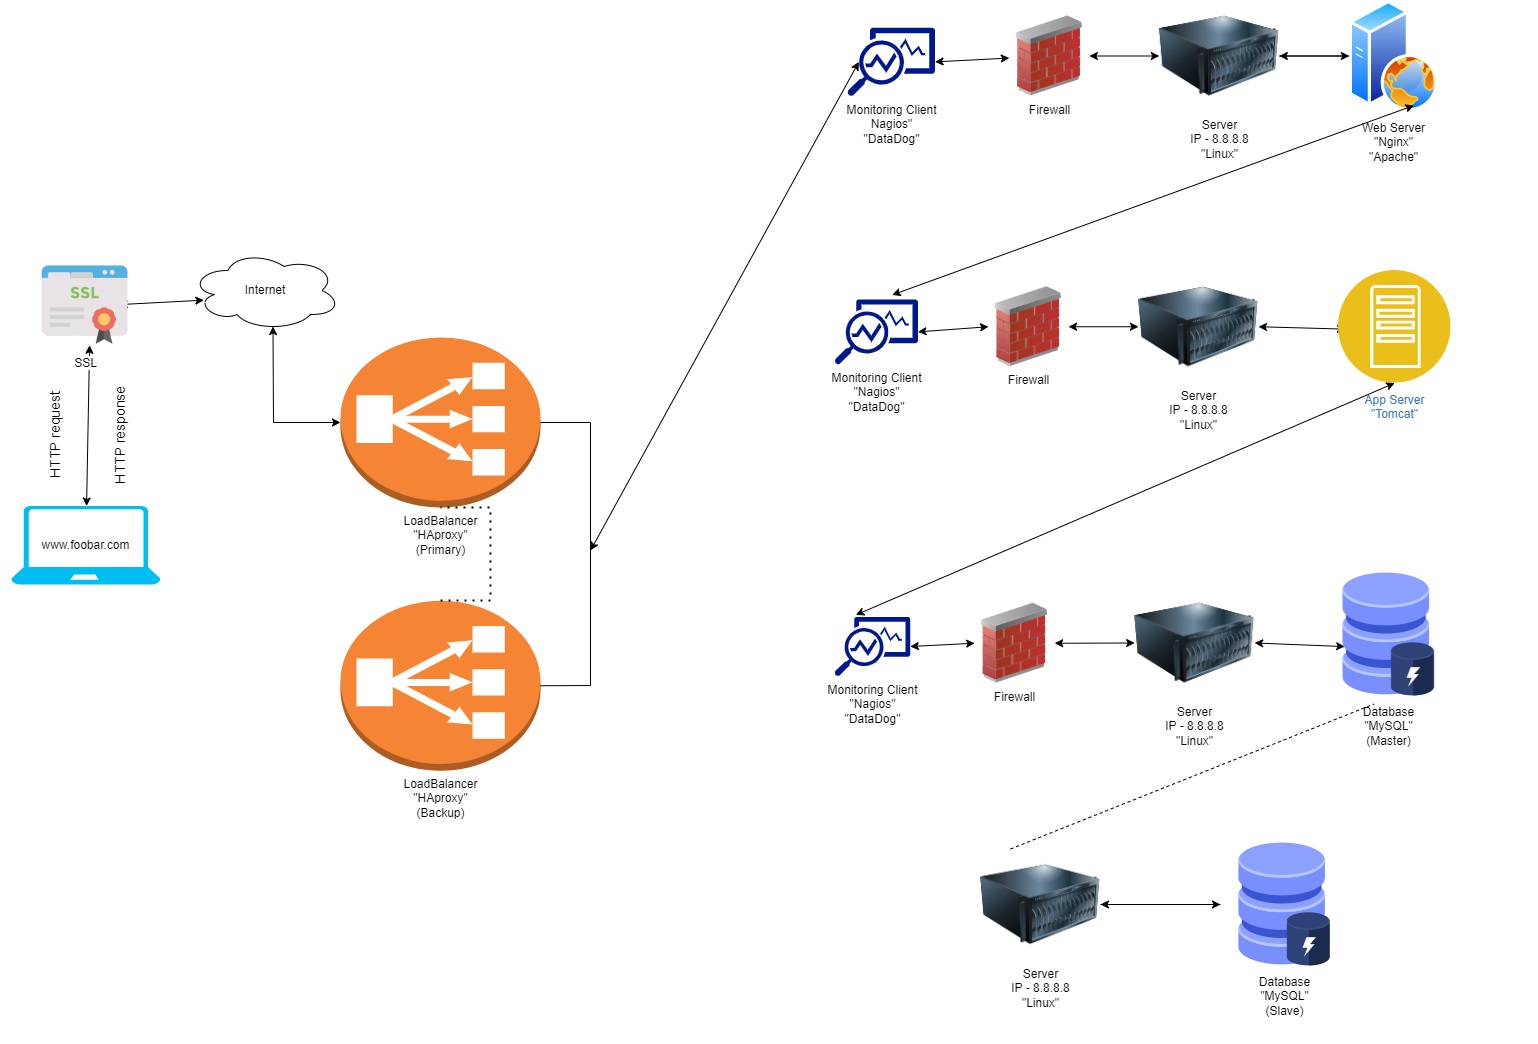 Monitoring Client
Nagios"
"DataDog"
Firewall
Server
IP - 8.8.8.8
"Linux"
Web Server
"Nginx"
"Apache"
SSL
SSL
Internet
HTTP request
HTTP response
www.foobar.com
LoadBalancer
"HAproxy"
(Primary)
LoadBalancer
"HAproxy"
(Backup)
Monitoring Client
"Nagios"
"DataDog"
Firewall
Server
IP - 8.8.8.8
"Linux"
App Server
"Tomcat"
Monitoring Client
"Nagios"
"DataDog"
Firewall
Server
IP - 8.8.8.8
"Linux"
Database
"MySQL"
(Master)
Server
IP - 8.8.8.8
"Linux"
Database
"MySQL"
(Slave)